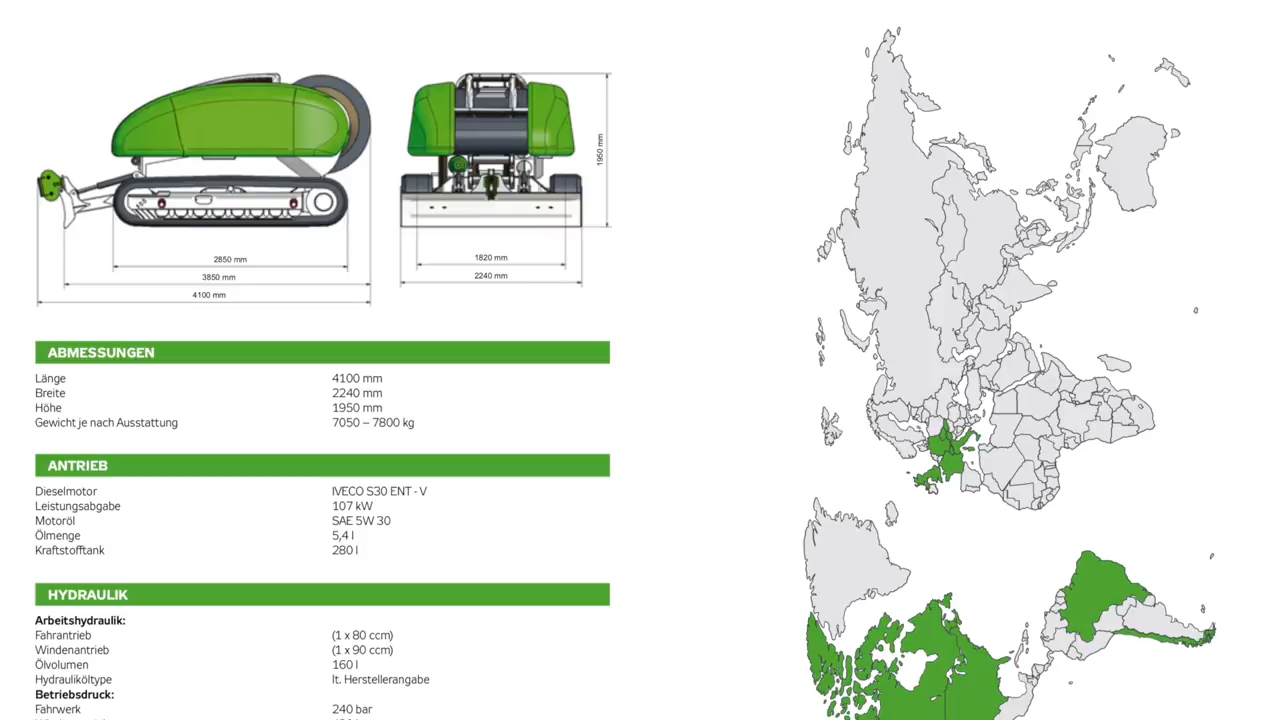 1950 mm
2850 mm
3850 mm
4100 mm
1820 mm
2240 mm
ABMESSUNGEN
Länge 4100 mm
Breite 2240 mm
Höhe 1950 mm
Gewicht je nach Ausstattung 7050 – 7800 kg
ANTRIEB
Dieselmotor IVECO S30 ENT - V
Leistungsabgabe 107 kW
Motoröl SAE 5W 30
Ölmenge 5,4 l
Kraftstofftank 280 l
HYDRAULIK
Arbeitshydraulik:
Fahrantrieb (1 x 80 ccm)
Windenantrieb (1 x 90 ccm)
Ölvolumen 160 l
Hydrauliköltype lt. Herstellerangabe
Betriebsdruck:
Fahrwerk 240 bar